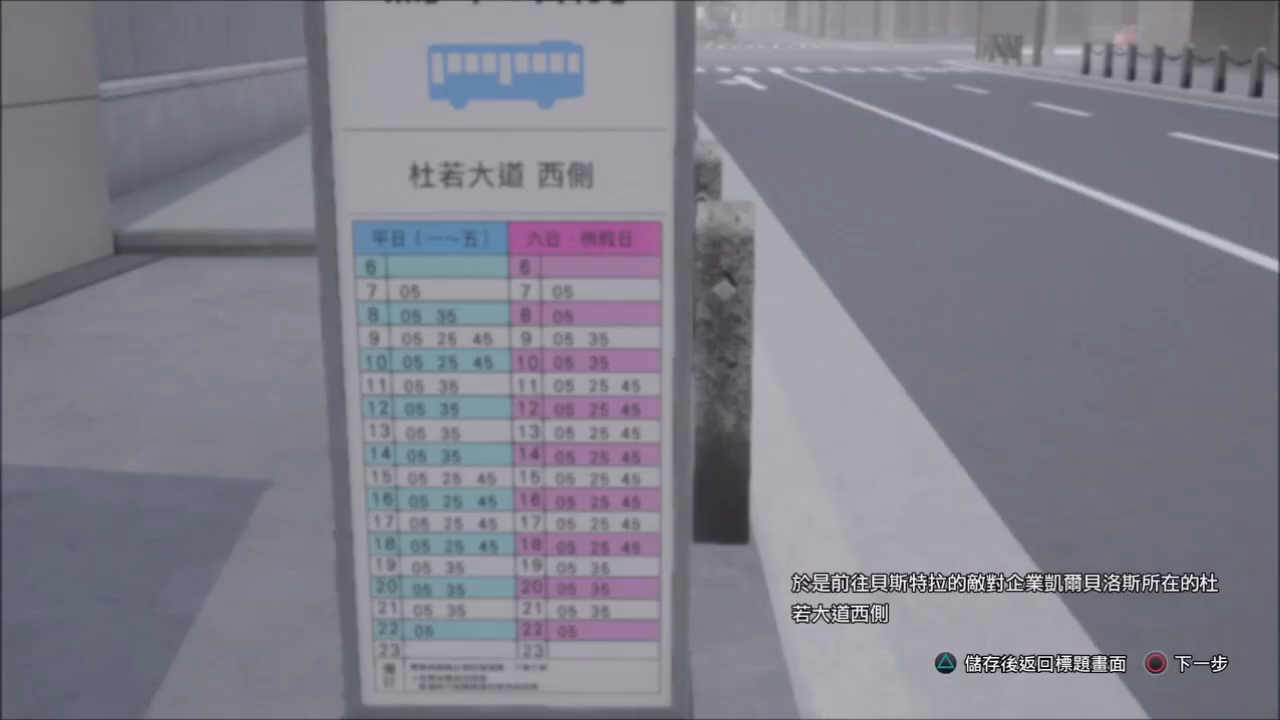 杜若大道 西側
平日（一～五） 六日．例假日
6 6
7 05 7 05
8 05 35 8 05
9 05 25 45 9 05 35
10 05 25 45 10 05 35
11 05 35 11 05 25 45
12 05 35 12 05 25 45
13 05 35 13 05 25 45
14 05 35 14 05 25 45
15 05 25 45 15 05 25 45
16 05 25 45 16 05 25 45
17 05 25 45 17 05 25 45
18 05 25 45 18 05 25 45
19 05 35 19 05 35
20 05 35 20 05 35
21 05 35 21 05 35
22 05 22 05
23 23
於是前往貝斯特拉的敵對企業凱爾貝洛斯所在的杜
若大道西側
儲存後返回標題畫面 下一步